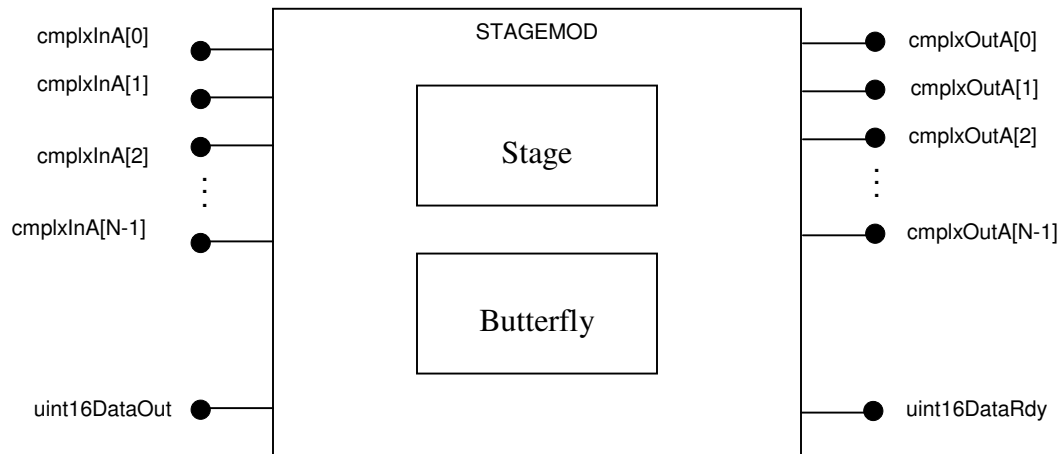 STAGEMOD
cmplxInA[0]
cmplxInA[1]
cmplxInA[2]
cmplxInA[N-1]
uint16DataOut
Stage
Butterfly
cmplxOutA[0]
cmplxOutA[1]
cmplxOutA[2]
cmplxOutA[N-1]
uint16DataRdy